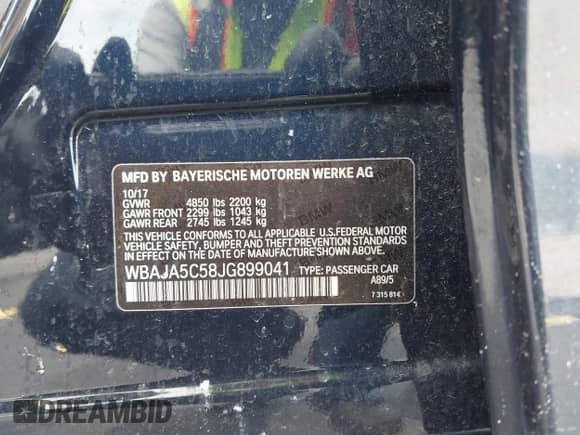 MFD BY BAYERISCHE MOTOREN WERKE AG
10/17
GVWR 4850 lbs 2200 kg
GAWR FRONT 2299 lbs 1043 kg
GAWR REAR 2745 lbs 1245 kg
THIS VEHICLE CONFORMS TO ALL APPLICABLE U.S.FEDERAL MOTOR
VEHICLE SAFETY, BUMPER, AND THEFT PREVENTION STANDARDS IN
EFFECT ON THE DATE OF MANUFACTURE SHOWN ABOVE.
WBAJA5C58JG899041 TYPE: PASSENGER CAR
A89/5
7 315 814
DREAMBID